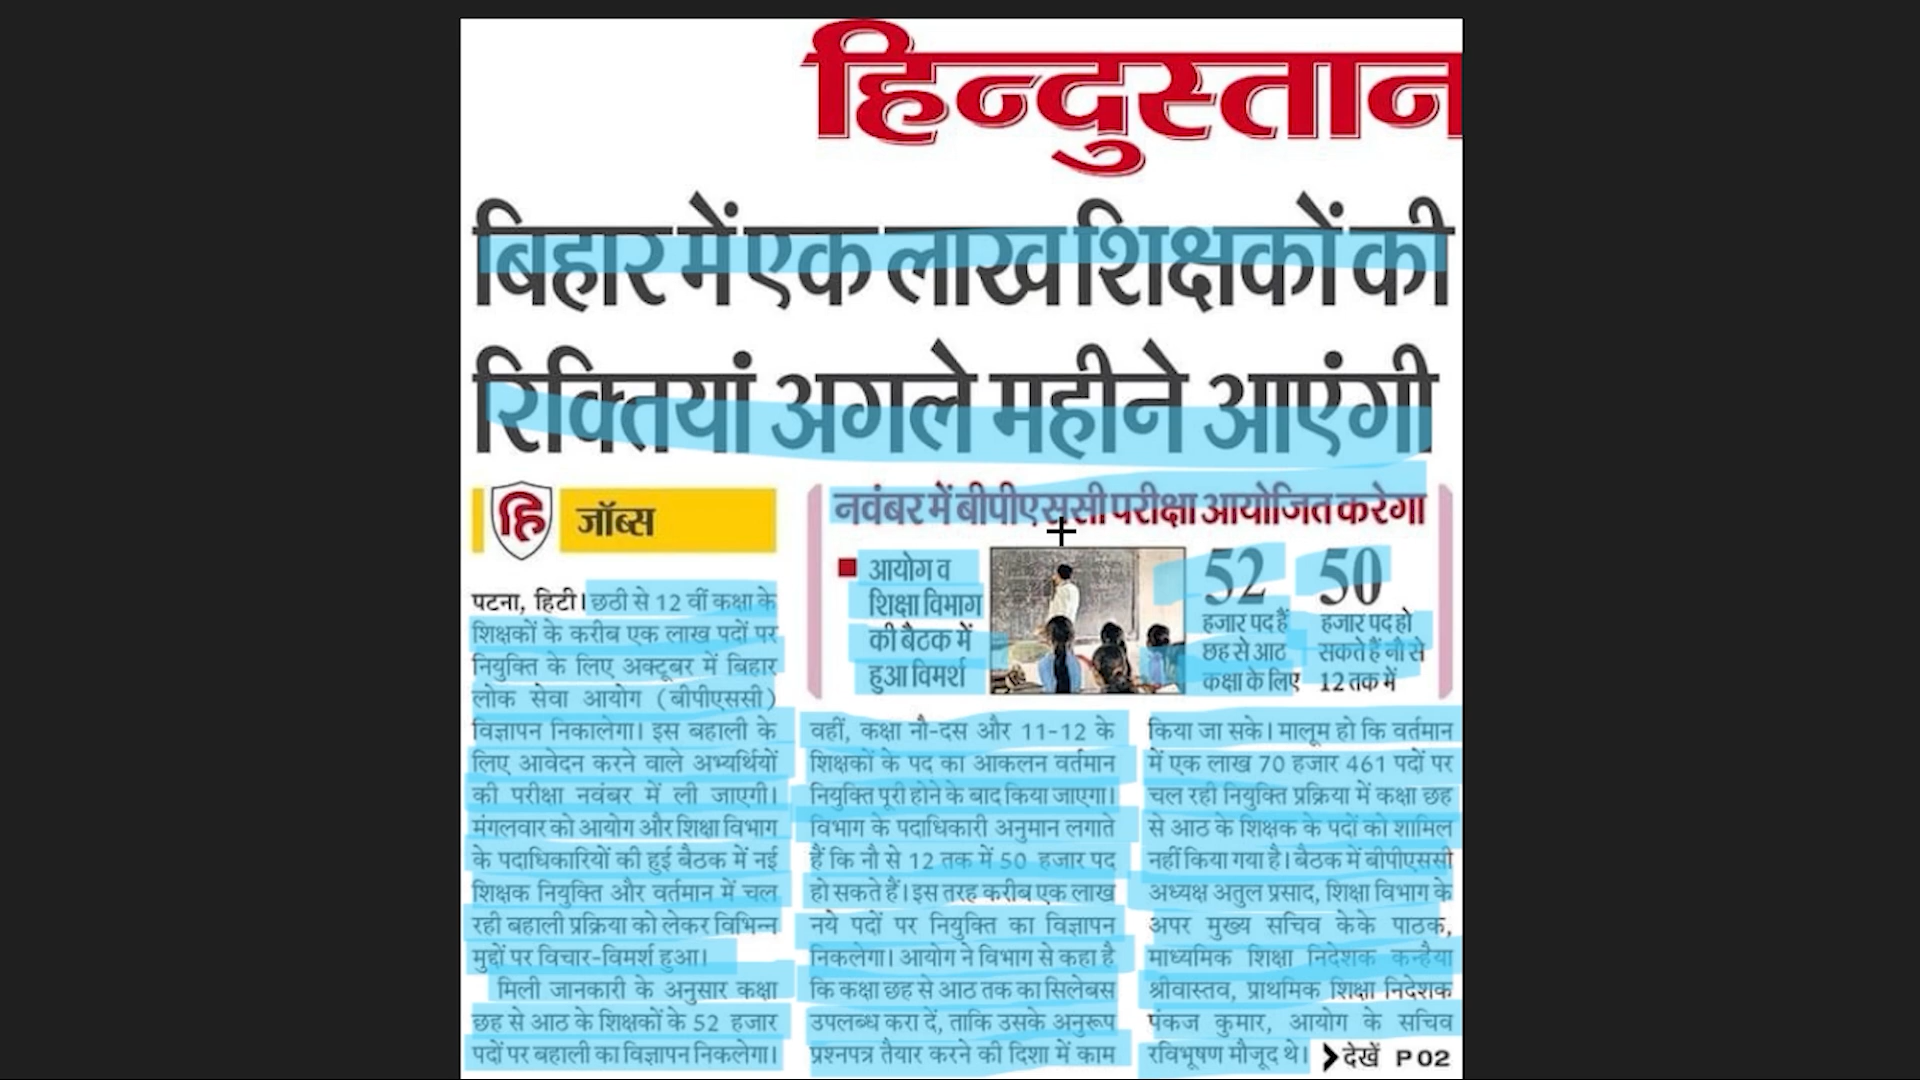 हिन्दुस्तान
बिहार में एक लाख शिक्षकों की
रिक्तियां अगले महीने आएंगी
हि जॉब्स
पटना, हिटी। छठी से 12 वीं कक्षा के
शिक्षकों के करीब एक लाख पदों पर
नियुक्ति के लिए अक्टूबर में बिहार
लोक सेवा आयोग (बीपीएससी)
विज्ञापन निकालेगा। इस बहाली के
लिए आवेदन करने वाले अभ्यर्थियों
की परीक्षा नवंबर में ली जाएगी।
मंगलवार को आयोग और शिक्षा विभाग
के पदाधिकारियों की हुई बैठक में नई
शिक्षक नियुक्ति और वर्तमान में चल
रही बहाली प्रक्रिया को लेकर विभिन्न
मुद्दों पर विचार-विमर्श हुआ।
मिली जानकारी के अनुसार कक्षा
छह से आठ के शिक्षकों के 52 हजार
पदों पर बहाली का विज्ञापन निकलेगा।
नवंबर में बीपीएससी परीक्षा आयोजित करेगा
आयोग व
शिक्षा विभाग
की बैठक में
हुआ विमर्श
52
हजार पद हैं
छह से आठ
कक्षा के लिए
50
हजार पद हो
सकते हैं नौ से
12 तक में
वहीं, कक्षा नौ-दस और 11-12 के
शिक्षकों के पद का आकलन वर्तमान
नियुक्ति पूरी होने के बाद किया जाएगा।
विभाग के पदाधिकारी अनुमान लगाते
हैं कि नौ से 12 तक में 50 हजार पद
हो सकते हैं। इस तरह करीब एक लाख
नये पदों पर नियुक्ति का विज्ञापन
निकलेगा। आयोग ने विभाग से कहा है
कि कक्षा छह से आठ तक का सिलेबस
उपलब्ध करा दें, ताकि उसके अनुरूप
प्रश्नपत्र तैयार करने की दिशा में काम
किया जा सके। मालूम हो कि वर्तमान
में एक लाख 70 हजार 461 पदों पर
चल रही नियुक्ति प्रक्रिया में कक्षा छह
से आठ के शिक्षक के पदों को शामिल
नहीं किया गया है। बैठक में बीपीएससी
अध्यक्ष अतुल प्रसाद, शिक्षा विभाग के
अपर मुख्य सचिव केके पाठक,
माध्यमिक शिक्षा निदेशक कन्हैया
श्रीवास्तव, प्राथमिक शिक्षा निदेशक
पंकज कुमार, आयोग के सचिव
रविभूषण मौजूद थे। देखें P 02